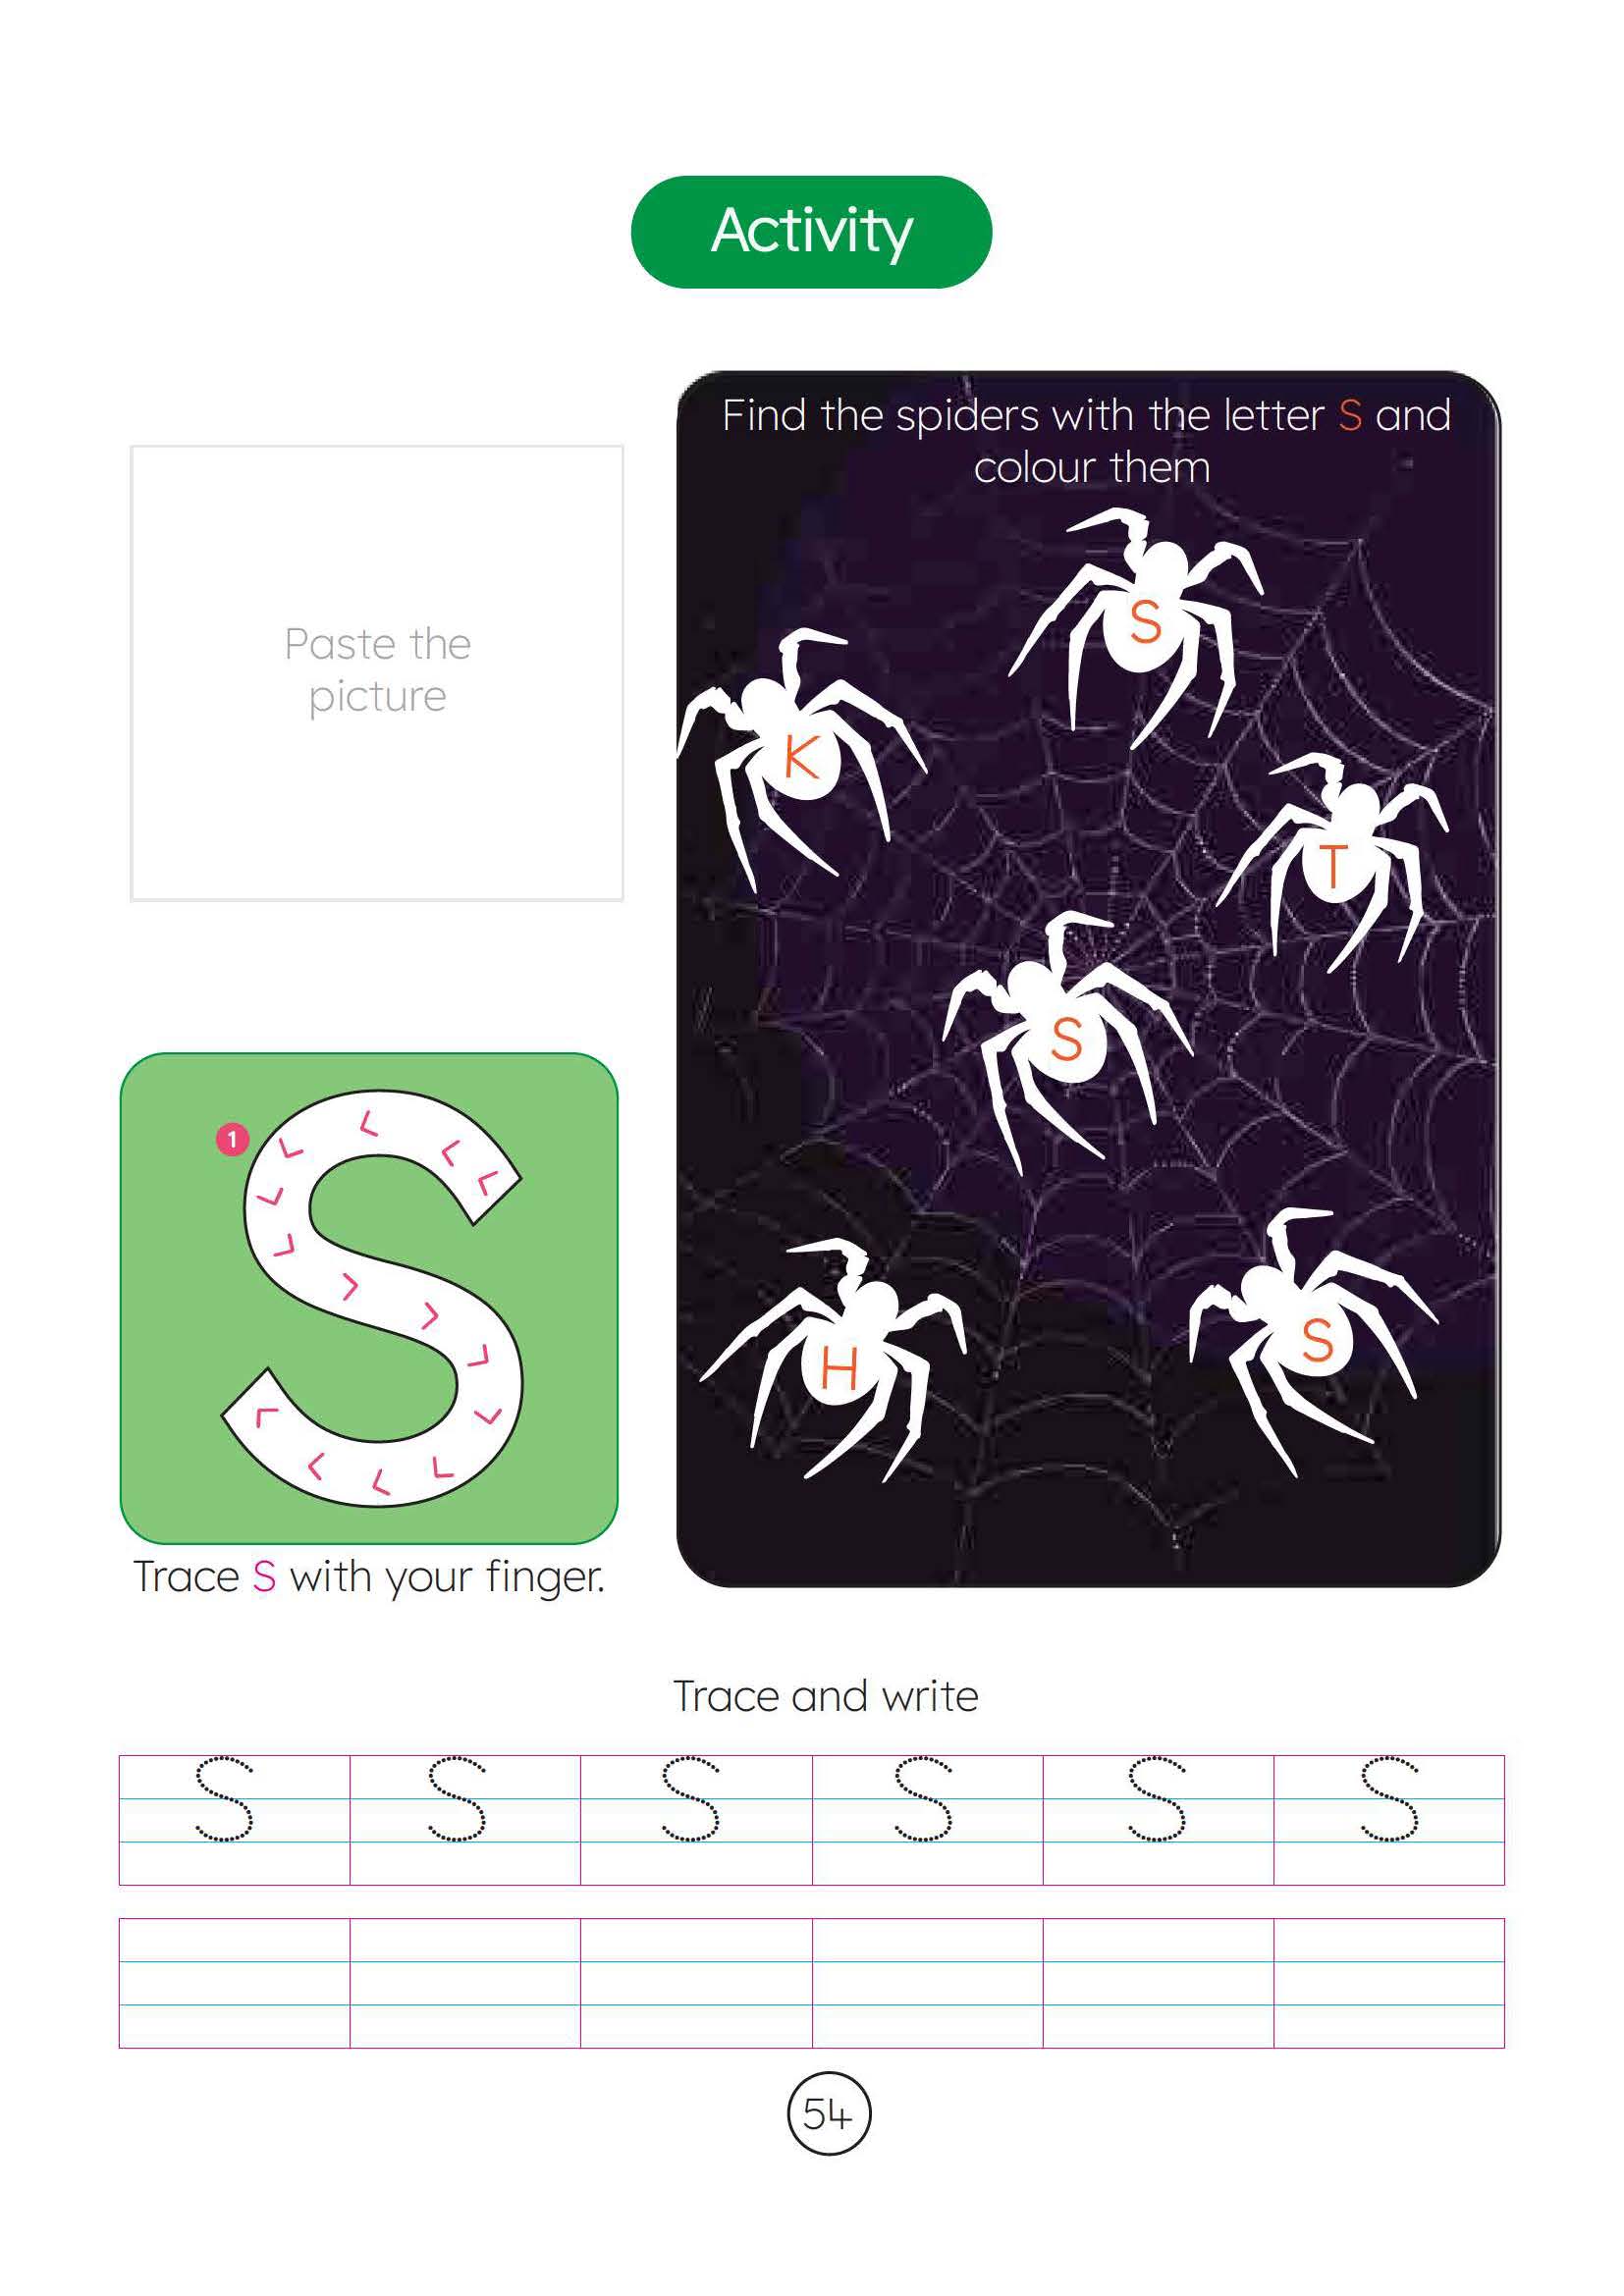 Activity
Find the spiders with the letter S and
colour them
Paste the
picture
S
K
T
S
H
S
1
Trace S with your finger.
Trace and write
S S S S S S
54